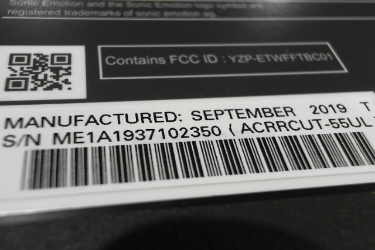 Sonic Emotion and the Sonic Emotion logo symbol are
registered trademarks of sonic emotion ag.
Contains FCC ID : YZP-ETWFFTBC01
MANUFACTURED: SEPTEMBER 2019 T
S/N ME1A1937102350 ( ACRRCUT-55UL